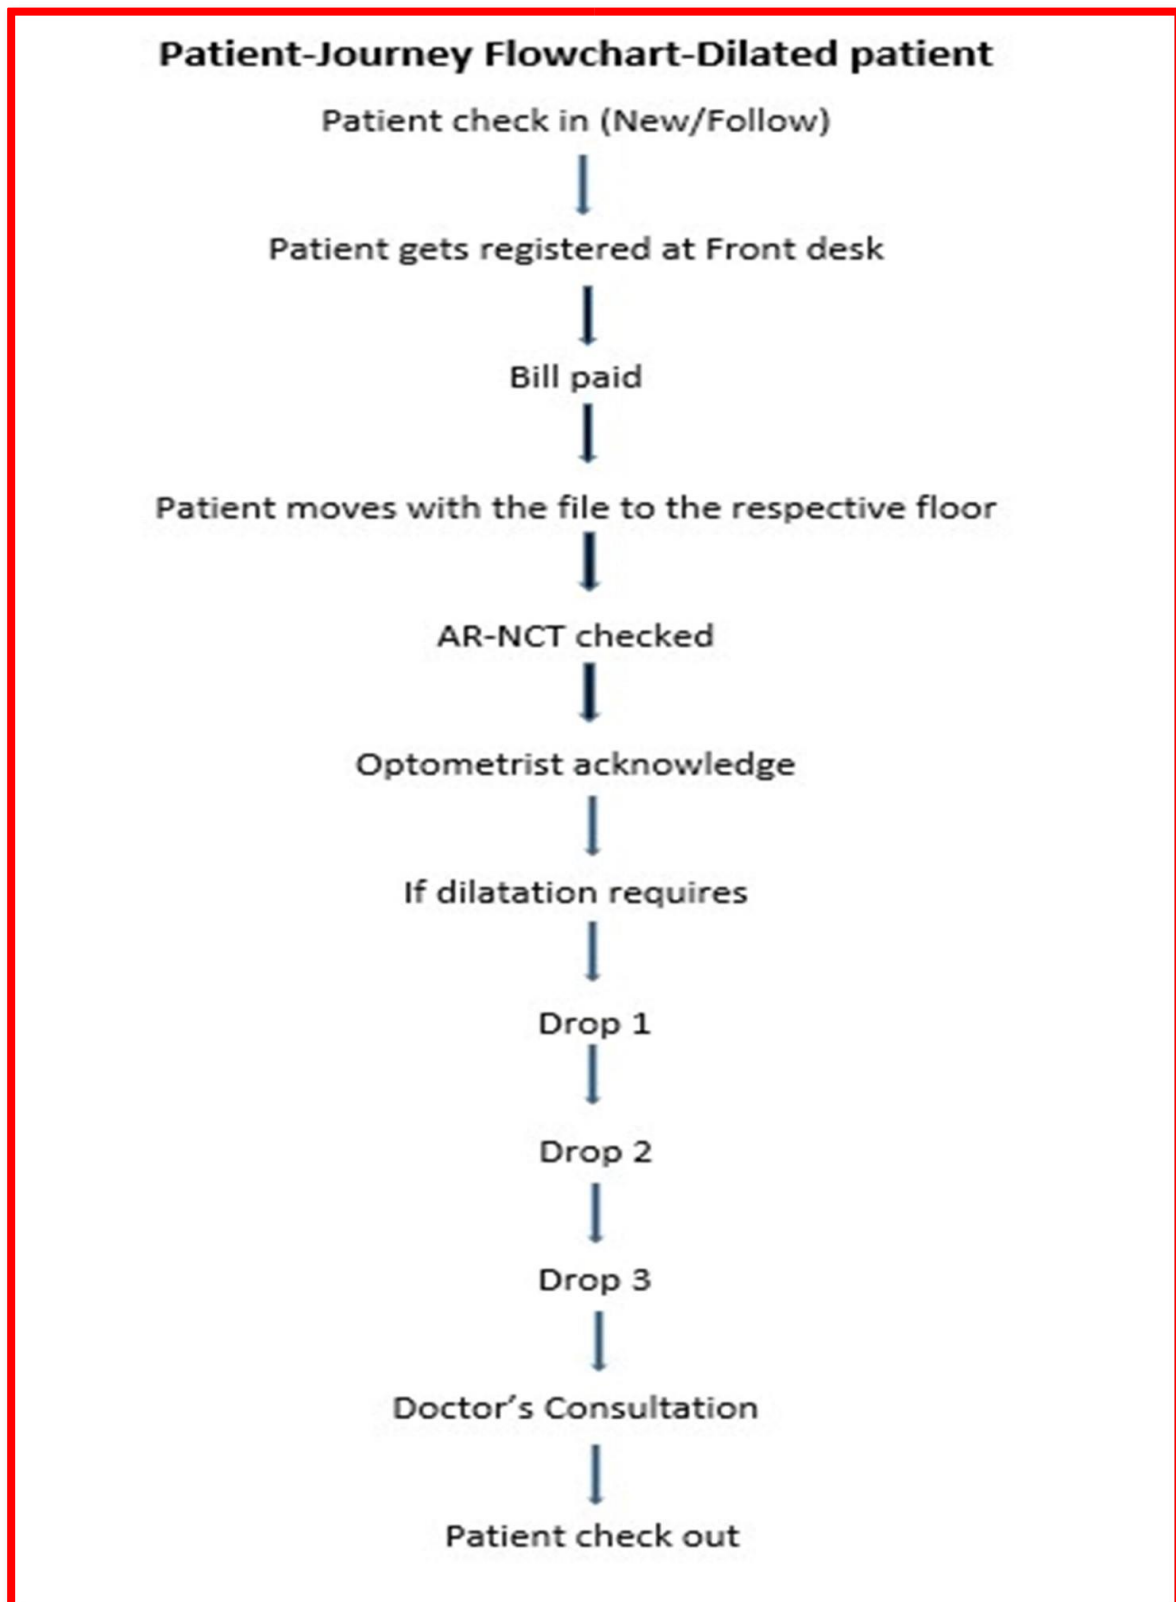 Patient-Journey Flowchart-Dilated patient
Patient check in (New/Follow)
Patient gets registered at Front desk
Bill paid
Patient moves with the file to the respective floor
AR-NCT checked
Optometrist acknowledge
If dilatation requires
Drop 1
Drop 2
Drop 3
Doctor’s Consultation
Patient check out